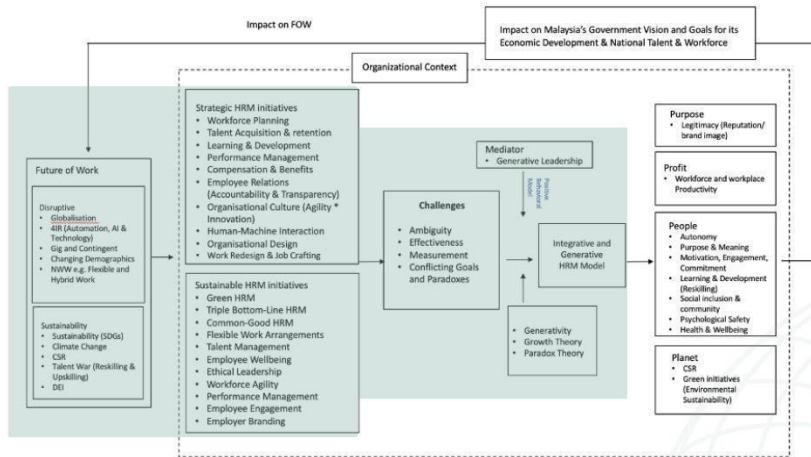 Impact on FOW
Impact on Malaysia's Government Vision and Goals for its
Economic Development & National Talent & Workforce
Organizational Context
Future of Work
Disruptive
• Globalisation
• 4IR (Automation, AI &
Technology)
• Gig and Contingent
• Changing Demographics
• NWW e.g. Flexible and
Hybrid Work
Sustainability
• Sustainability (SDGs)
• Climate Change
• CSR
• Talent War (Reskilling &
Upskilling)
• DEI
Strategic HRM initiatives
• Workforce Planning
• Talent Acquisition & retention
• Learning & Development
• Performance Management
• Compensation & Benefits
• Employee Relations
(Accountability & Transparency)
• Organisational Culture (Agility *
Innovation)
• Human-Machine Interaction
• Organisational Design
• Work Redesign & Job Crafting
Sustainable HRM initiatives
• Green HRM
• Triple Bottom-Line HRM
• Common-Good HRM
• Flexible Work Arrangements
• Talent Management
• Employee Wellbeing
• Ethical Leadership
• Workforce Agility
• Performance Management
• Employee Engagement
• Employer Branding
Challenges
• Ambiguity
• Effectiveness
• Measurement
• Conflicting Goals
and Paradoxes
Mediator
• Generative Leadership
Positive
Behavioral
Model
Integrative and
Generative
HRM Model
• Generativity
• Growth Theory
• Paradox Theory
Purpose
• Legitimacy (Reputation/
brand image)
Profit
• Workforce and workplace
Productivity
People
• Autonomy
• Purpose & Meaning
• Motivation, Engagement,
Commitment
• Learning & Development
(Reskilling)
• Social inclusion &
community
• Psychological Safety
• Health & Wellbeing
Planet
• CSR
• Green initiatives
(Environmental
Sustainability)